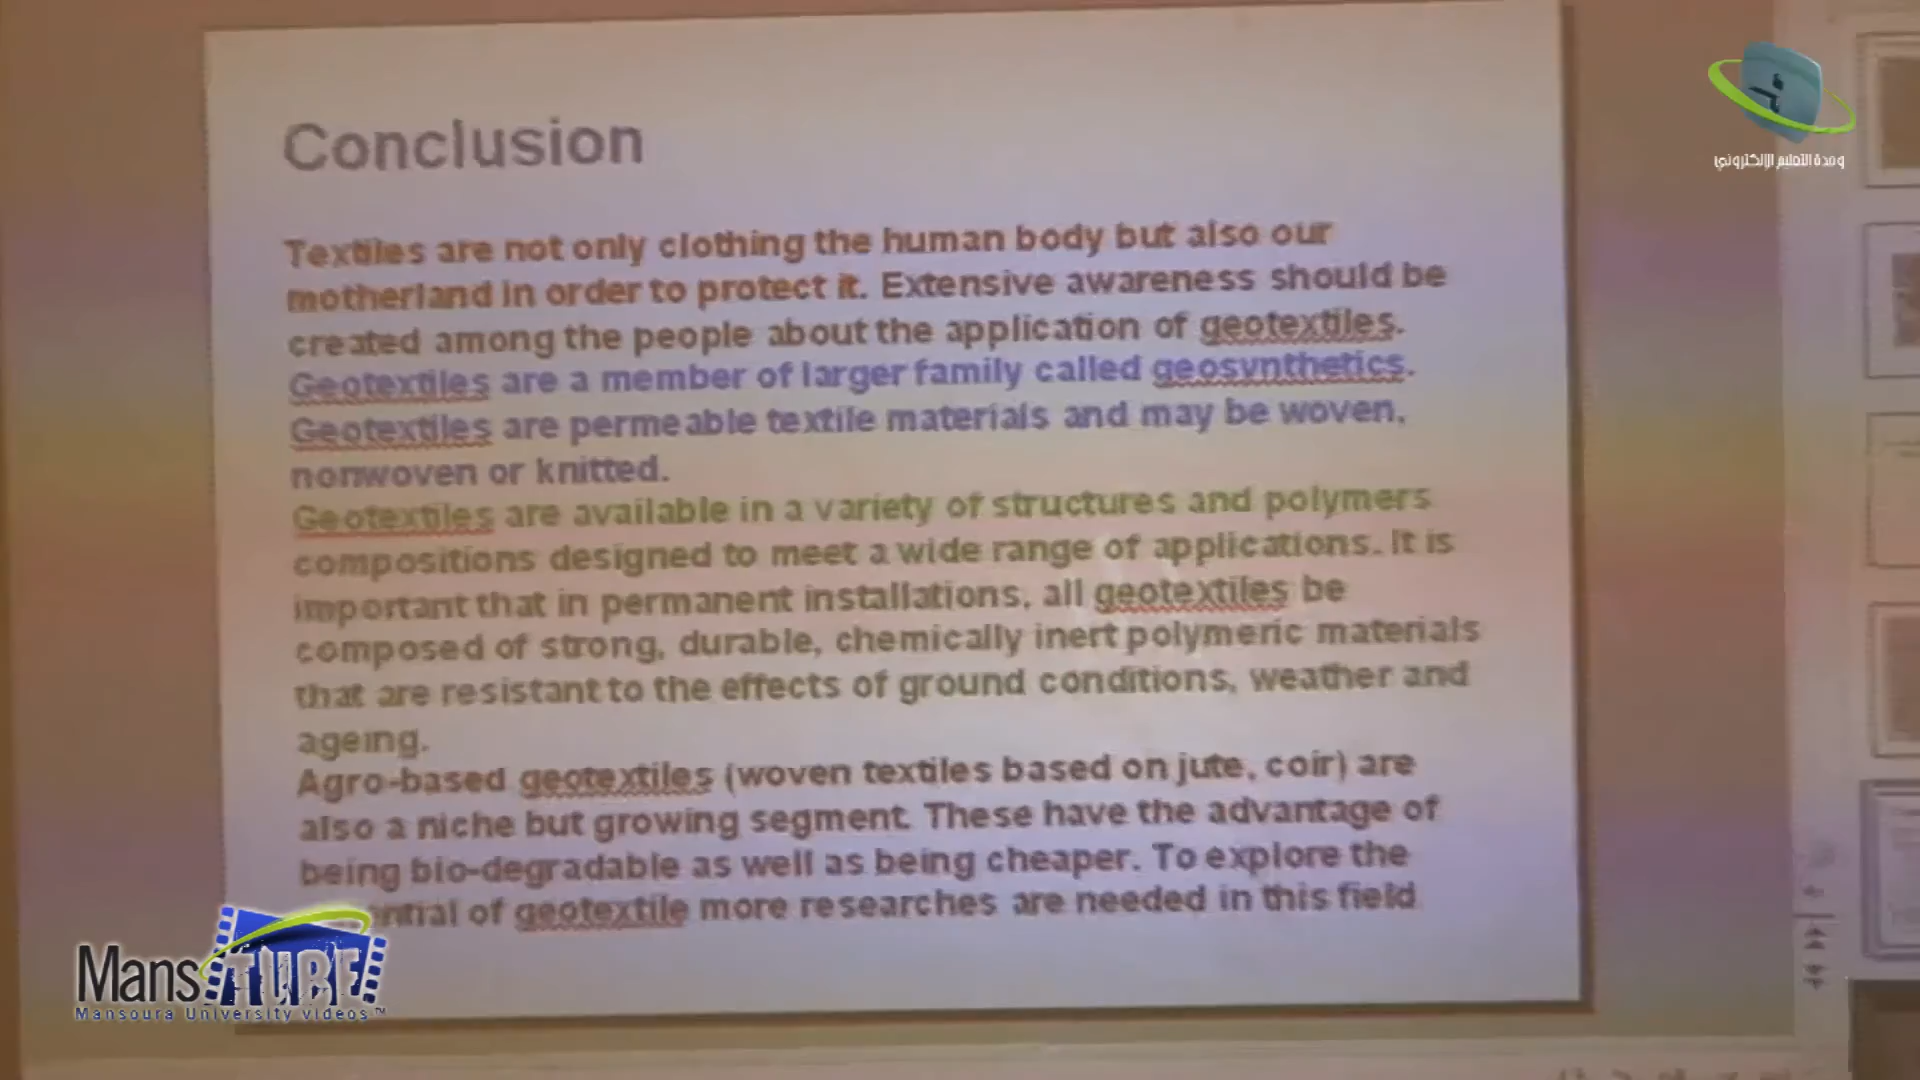 Conclusion
Textiles are not only clothing the human body but also our
motherland in order to protect it. Extensive awareness should be
created among the people about the application of geotextiles.
Geotextiles are a member of larger family called geosynthetics.
Geotextiles are permeable textile materials and may be woven,
nonwoven or knitted.
Geotextiles are available in a variety of structures and polymers
compositions designed to meet a wide range of applications. It is
important that in permanent installations, all geotextiles be
composed of strong, durable, chemically inert polymeric materials
that are resistant to the effects of ground conditions, weather and
ageing.
Agro-based geotextiles (woven textiles based on jute, coir) are
also a niche but growing segment. These have the advantage of
being bio-degradable as well as being cheaper. To explore the
ntial of geotextile more researches are needed in this field
وحدة التعليم الإلكتروني
Mans TUBE
Mansoura University videos™